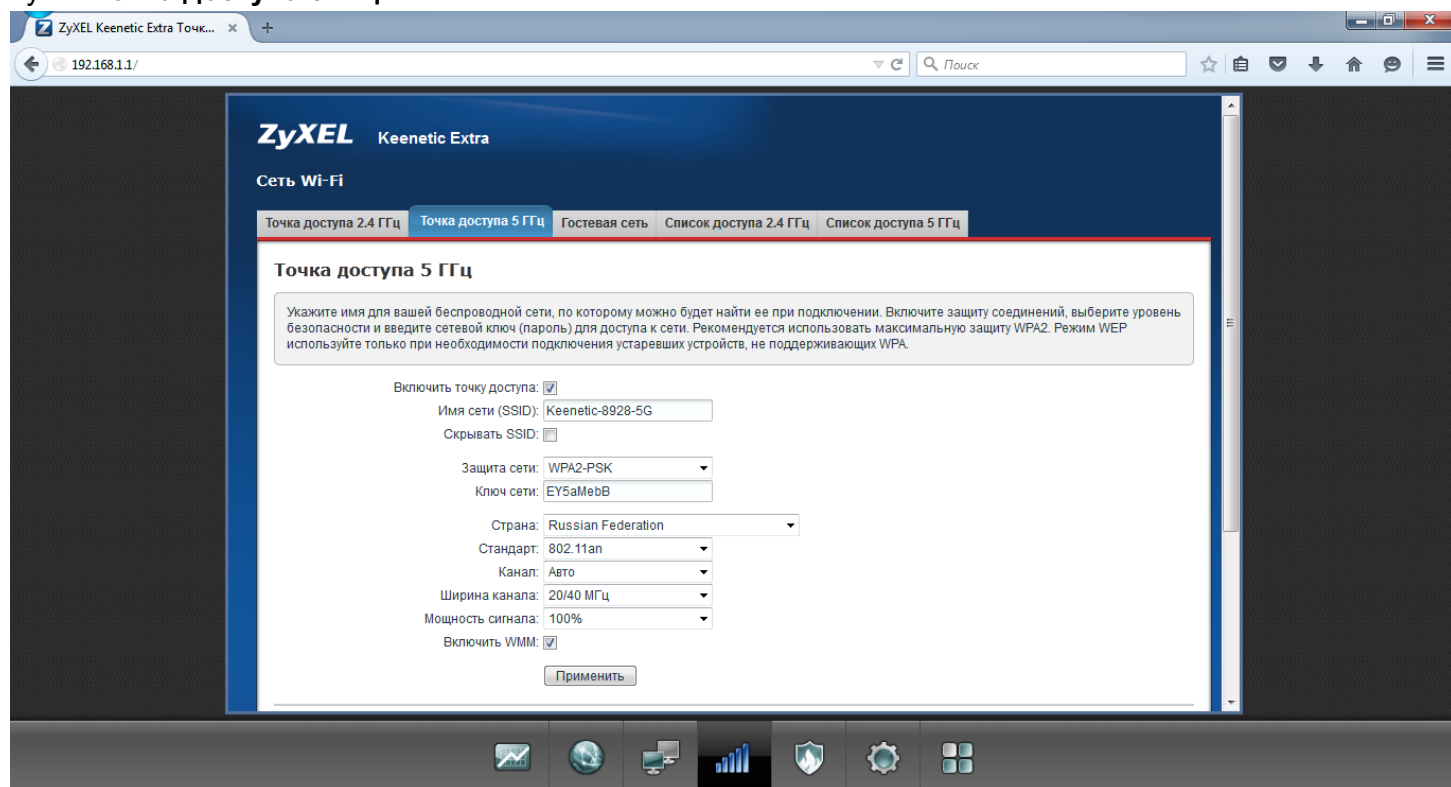 ZyXEL Keenetic Extra Точк...
192.168.1.1/
Поиск
ZyXEL Keenetic Extra
Сеть Wi-Fi
Точка доступа 2.4 ГГц Точка доступа 5 ГГц Гостевая сеть Список доступа 2.4 ГГц Список доступа 5 ГГц
Точка доступа 5 ГГц
Укажите имя для вашей беспроводной сети, по которому можно будет найти ее при подключении. Включите защиту соединений, выберите уровень
безопасности и введите сетевой ключ (пароль) для доступа к сети. Рекомендуется использовать максимальную защиту WPA2. Режим WEP
используйте только при необходимости подключения устаревших устройств, не поддерживающих WPA.
Включить точку доступа:
Имя сети (SSID): Keenetic-8928-5G
Скрывать SSID:
Защита сети: WPA2-PSK
Ключ сети: EY5aMebB
Страна: Russian Federation
Стандарт: 802.11an
Канал: Авто
Ширина канала: 20/40 МГц
Мощность сигнала: 100%
Включить WMM:
Применить